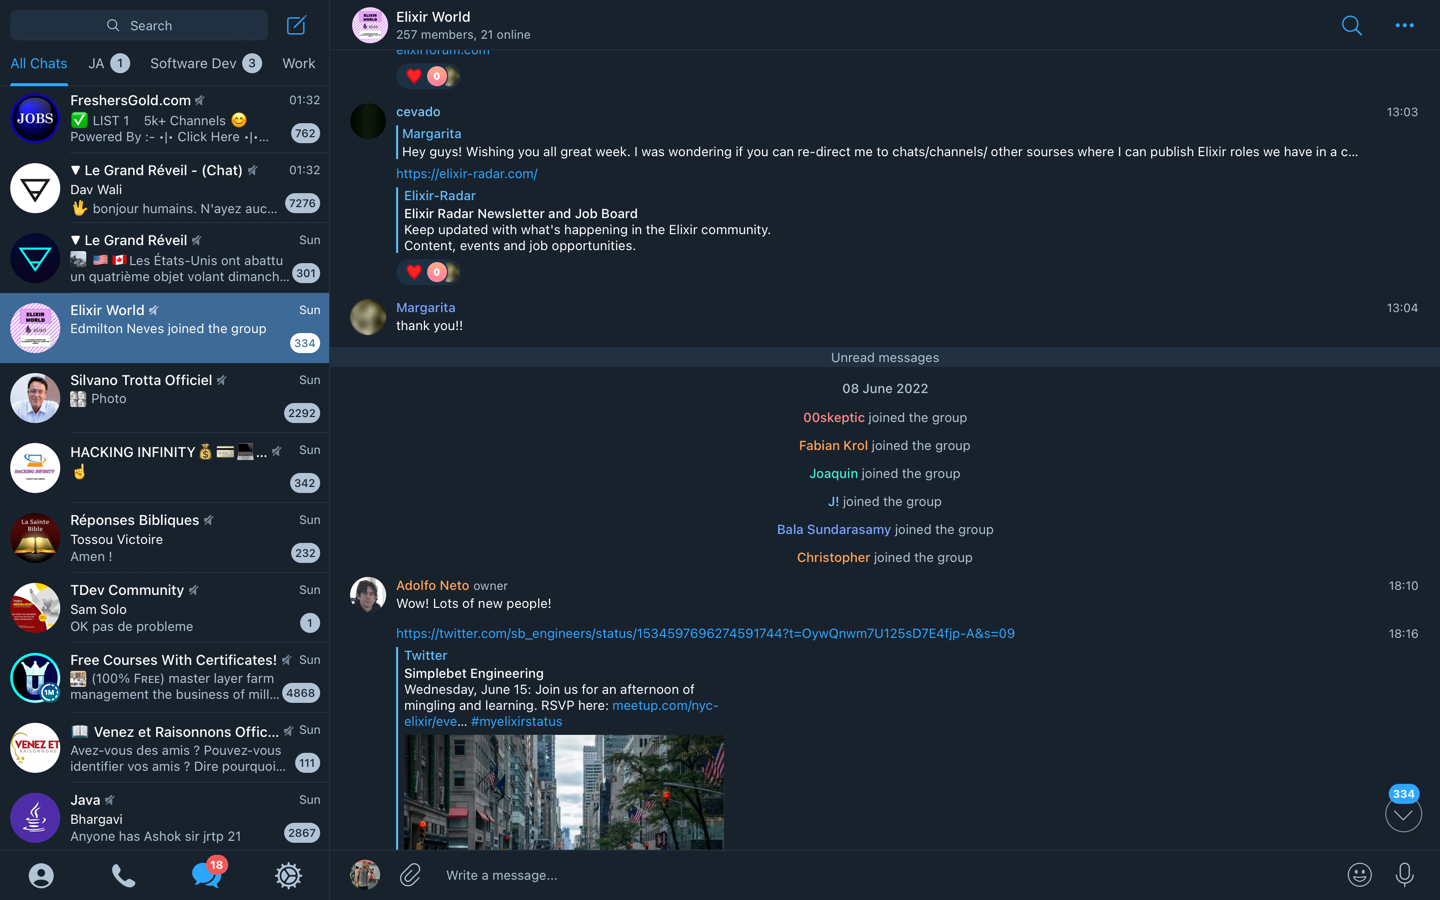 Search
All Chats
JA 1
Software Dev 3
Work
JOBS
FreshersGold.com
01:32
✅ LIST 1 5k+ Channels 😊
Powered By :- •|• Click Here •|•...
762
▼ Le Grand Réveil - (Chat)
01:32
Dav Wali
🖖 bonjour humains. N'ayez auc...
7276
▼ Le Grand Réveil
Sun
🇺🇸 🇨🇦 Les États-Unis ont abattu
un quatrième objet volant dimanch...
301
ELIXIR
WORLD
Elixir World
Sun
Edmilton Neves joined the group
334
Silvano Trotta Officiel
Sun
Photo
2292
HACKING INFINITY
HACKING INFINITY💰💳💻...
Sun
☝
342
La Sainte
Bible
Réponses Bibliques
Sun
Tossou Victoire
Amen !
232
TDev Community
Sun
Sam Solo
OK pas de probleme
1
1M
Free Courses With Certificates!
Sun
(100% Free) master layer farm
management the business of mill...
4868
VENEZ ET
RAISONNONS
📖 Venez et Raisonnons Offic...
Sun
Avez-vous des amis ? Pouvez-vous
identifier vos amis ? Dire pourquoi...
111
Java
Sun
Bhargavi
Anyone has Ashok sir jrtp 21
2867
18
Elixir World
257 members, 21 online
elixirforum.com
❤️ 0
cevado
13:03
Margarita
Hey guys! Wishing you all great week. I was wondering if you can re-direct me to chats/channels/ other sourses where I can publish Elixir roles we have in a c...
https://elixir-radar.com/
Elixir-Radar
Elixir Radar Newsletter and Job Board
Keep updated with what's happening in the Elixir community.
Content, events and job opportunities.
❤️ 0
Margarita
13:04
thank you!!
Unread messages
08 June 2022
00skeptic joined the group
Fabian Krol joined the group
Joaquin joined the group
J! joined the group
Bala Sundarasamy joined the group
Christopher joined the group
Adolfo Neto owner
18:10
Wow! Lots of new people!
https://twitter.com/sb_engineers/status/1534597696274591744?t=OywQnwm7U125sD7E4fjp-A&s=09
18:16
Twitter
Simplebet Engineering
Wednesday, June 15: Join us for an afternoon of
mingling and learning. RSVP here: meetup.com/nyc-
elixir/eve... #myelixirstatus
334
Write a message...